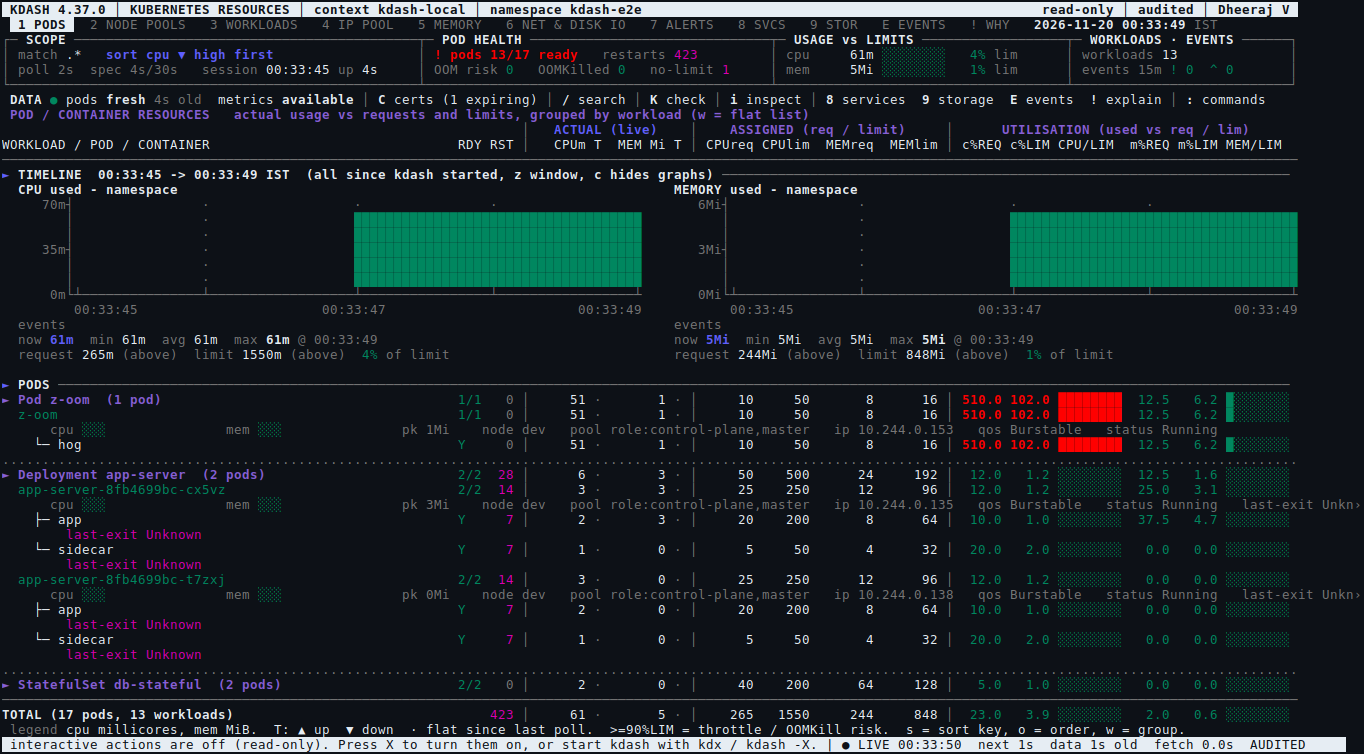 KDASH 4.37.0 │ KUBERNETES RESOURCES │ context kdash-local │ namespace kdash-e2e read-only │ audited │ Dheeraj V
1 PODS 2 NODE POOLS 3 WORKLOADS 4 IP POOL 5 MEMORY 6 NET & DISK IO 7 ALERTS 8 SVCS 9 STOR E EVENTS ! WHY 2026-11-20 00:33:49 IST
SCOPE POD HEALTH USAGE vs LIMITS WORKLOADS · EVENTS
match .* sort cpu ▼ high first │ ! pods 13/17 ready restarts 423 │ cpu 61m 4% lim │ workloads 13
poll 2s spec 4s/30s session 00:33:45 up 4s │ OOM risk 0 OOMKilled 0 no-limit 1 │ mem 5Mi 1% lim │ events 15m ! 0 ^ 0
DATA ● pods fresh 4s old metrics available │ C certs (1 expiring) │ / search │ K check │ i inspect │ 8 services 9 storage E events ! explain │ : commands
POD / CONTAINER RESOURCES actual usage vs requests and limits, grouped by workload (w = flat list)
│ ACTUAL (live) │ ASSIGNED (req / limit) │ UTILISATION (used vs req / lim)
WORKLOAD / POD / CONTAINER RDY RST │ CPUm T MEM Mi T │ CPUreq CPUlim MEMreq MEMlim │ c%REQ c%LIM CPU/LIM m%REQ m%LIM MEM/LIM
► TIMELINE 00:33:45 -> 00:33:49 IST (all since kdash started, z window, c hides graphs)
CPU used - namespace MEMORY used - namespace
70m 6Mi
35m 3Mi
0m 0Mi
00:33:45 00:33:47 00:33:49 00:33:45 00:33:47 00:33:49
events events
now 61m min 61m avg 61m max 61m @ 00:33:49 now 5Mi min 5Mi avg 5Mi max 5Mi @ 00:33:49
request 265m (above) limit 1550m (above) 4% of limit request 244Mi (above) limit 848Mi (above) 1% of limit
► PODS
► Pod z-oom (1 pod) 1/1 0 │ 51 · 1 · │ 10 50 8 16 │ 510.0 102.0 12.5 6.2
z-oom 1/1 0 │ 51 · 1 · │ 10 50 8 16 │ 510.0 102.0 12.5 6.2
cpu mem pk 1Mi node dev pool role:control-plane,master ip 10.244.0.153 qos Burstable status Running
└─ hog Y 0 │ 51 · 1 · │ 10 50 8 16 │ 510.0 102.0 12.5 6.2
► Deployment app-server (2 pods) 2/2 28 │ 6 · 3 · │ 50 500 24 192 │ 12.0 1.2 12.5 1.6
app-server-8fb4699bc-cx5vz 2/2 14 │ 3 · 3 · │ 25 250 12 96 │ 12.0 1.2 25.0 3.1
cpu mem pk 3Mi node dev pool role:control-plane,master ip 10.244.0.135 qos Burstable status Running last-exit Unkn›
├─ app Y 7 │ 2 · 3 · │ 20 200 8 64 │ 10.0 1.0 37.5 4.7
last-exit Unknown
└─ sidecar Y 7 │ 1 · 0 · │ 5 50 4 32 │ 20.0 2.0 0.0 0.0
last-exit Unknown
app-server-8fb4699bc-t7zxj 2/2 14 │ 3 · 0 · │ 25 250 12 96 │ 12.0 1.2 0.0 0.0
cpu mem pk 0Mi node dev pool role:control-plane,master ip 10.244.0.138 qos Burstable status Running last-exit Unkn›
├─ app Y 7 │ 2 · 0 · │ 20 200 8 64 │ 10.0 1.0 0.0 0.0
last-exit Unknown
└─ sidecar Y 7 │ 1 · 0 · │ 5 50 4 32 │ 20.0 2.0 0.0 0.0
last-exit Unknown
► StatefulSet db-stateful (2 pods) 2/2 0 │ 2 · 0 · │ 40 200 64 128 │ 5.0 1.0 0.0 0.0
TOTAL (17 pods, 13 workloads) 423 │ 61 · 5 · │ 265 1550 244 848 │ 23.0 3.9 2.0 0.6
legend cpu millicores, mem MiB. T: ▲ up ▼ down · flat since last poll. >=90%LIM = throttle / OOMKill risk. s = sort key, o = order, w = group.
interactive actions are off (read-only). Press X to turn them on, or start kdash with kdx / kdash -X. │ ● LIVE 00:33:50 next 1s data 1s old fetch 0.0s AUDITED